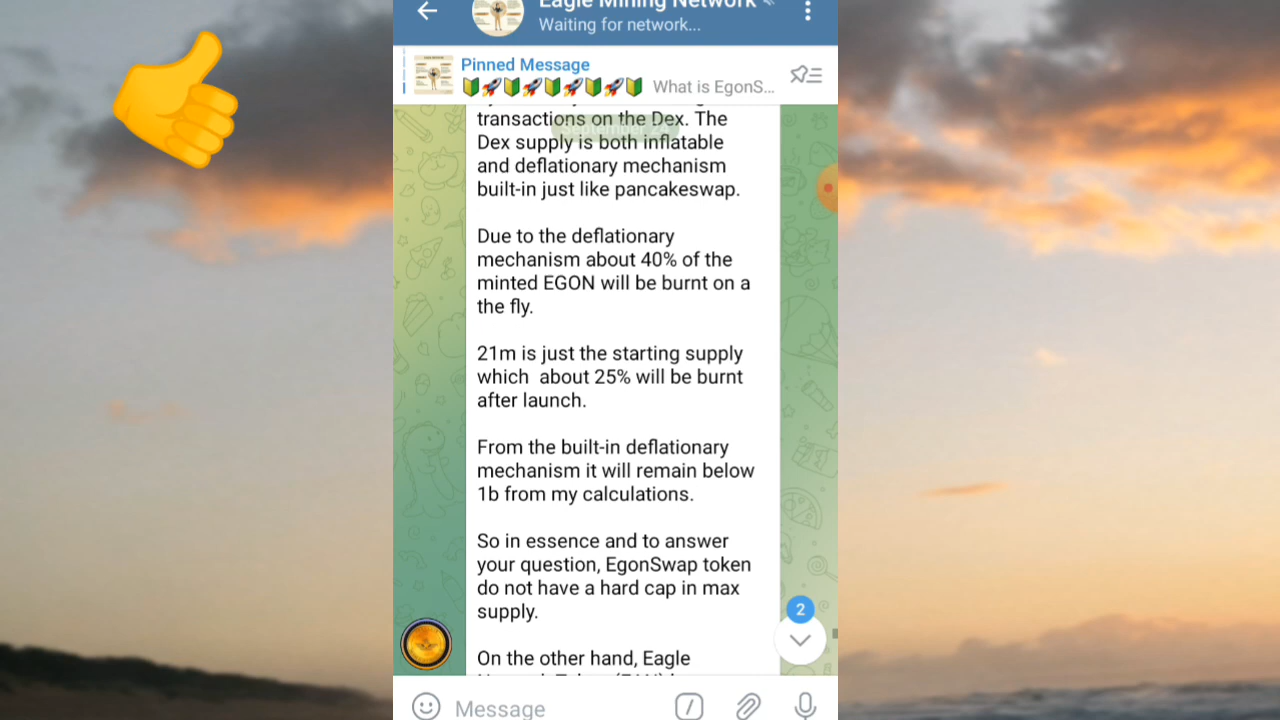 Eagle Mining Network
Waiting for network...
Pinned Message
What is EgonS...
transactions on the Dex. The
September 24
Dex supply is both inflatable
and deflationary mechanism
built-in just like pancakeswap.
Due to the deflationary
mechanism about 40% of the
minted EGON will be burnt on a
the fly.
21m is just the starting supply
which about 25% will be burnt
after launch.
From the built-in deflationary
mechanism it will remain below
1b from my calculations.
So in essence and to answer
your question, EgonSwap token
do not have a hard cap in max
supply.
2
On the other hand, Eagle
Message